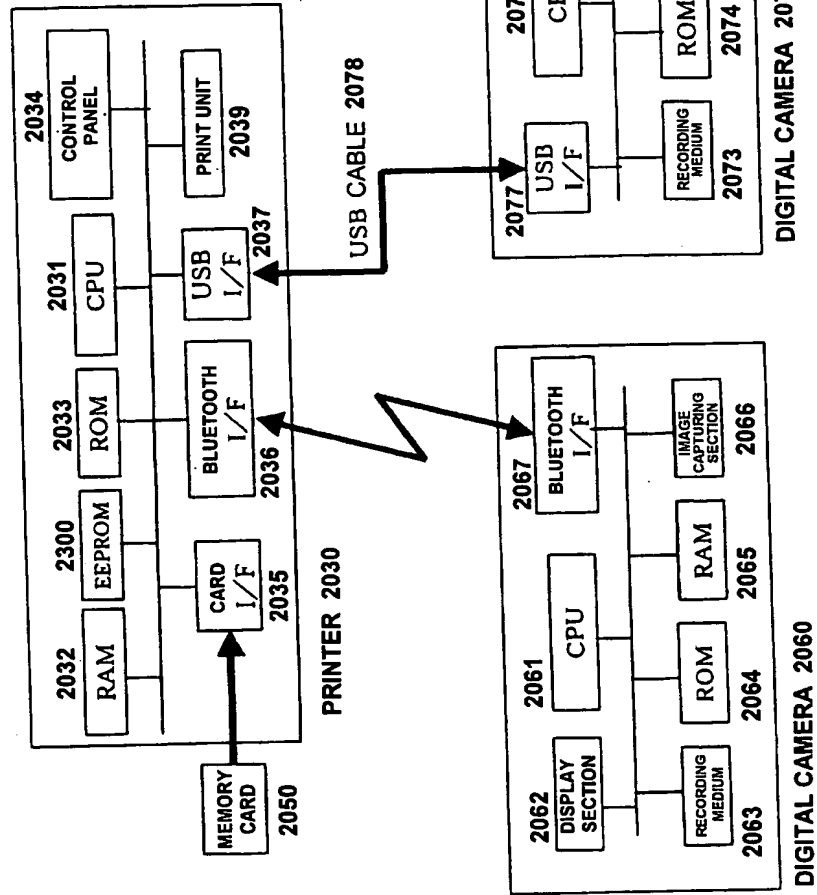 2032
RAM
2300
EEPROM
2033
ROM
2031
CPU
2034
CONTROL
PANEL
MEMORY
CARD
2050
CARD
I/F
2035
BLUETOOTH
I/F
2036
USB
I/F
2037
PRINT UNIT
2039
PRINTER 2030
USB CABLE 2078
2062
DISPLAY
SECTION
2061
CPU
2067
BLUETOOTH
I/F
RECORDING
MEDIUM
2063
ROM
2064
RAM
2065
IMAGE
CAPTURING
SECTION
2066
DIGITAL CAMERA 2060
2077
USB
I/F
RECORDING
MEDIUM
2073
ROM
2074
DIGITAL CAMERA